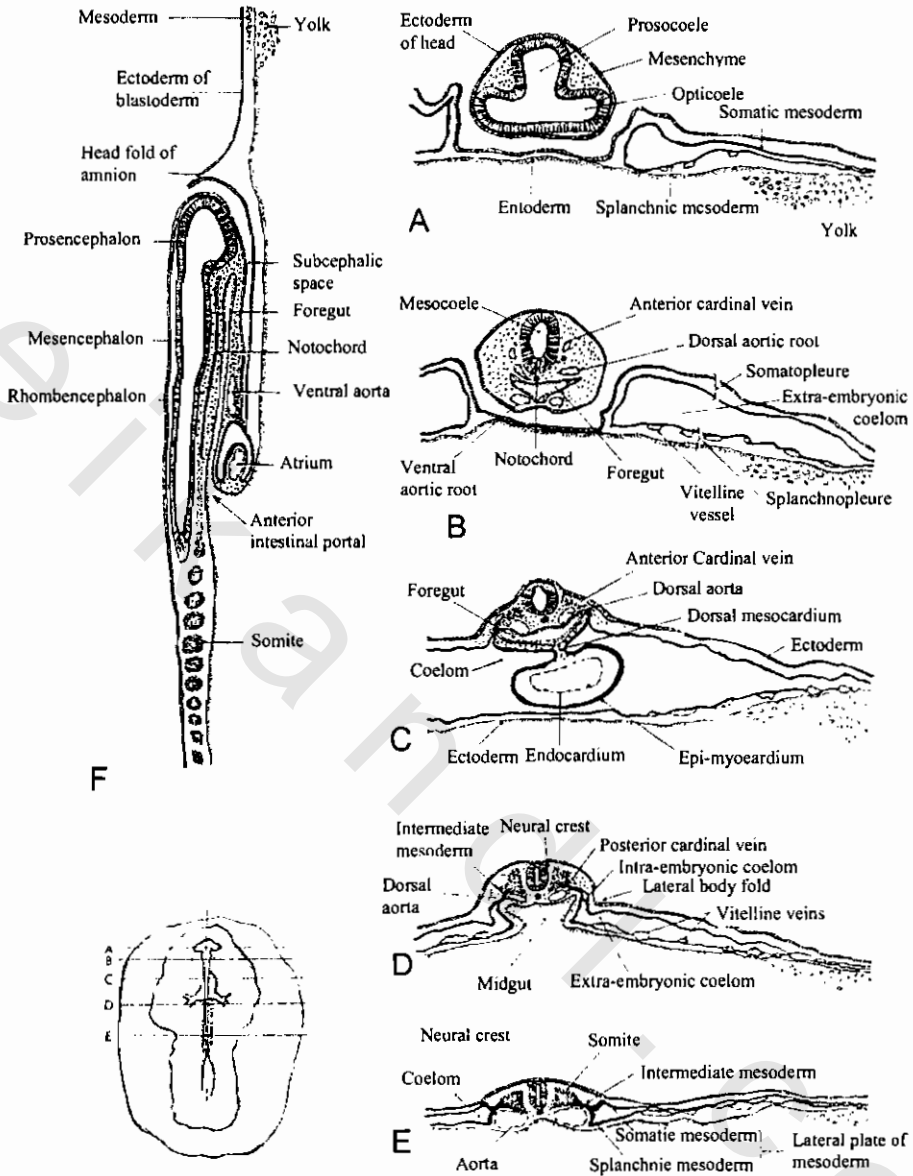 Mesoderm
Yolk
Ectoderm of
blastoderm
Head fold of
amnion
Prosencephalon
Subcephalic
space
Foregut
Mesencephalon
Notochord
Rhombencephalon
Ventral aorta
Atrium
Anterior
intestinal portal
Somite
F
Ectoderm
of head
Prosocoele
Mesenchyme
Opticoele
Somatic mesoderm
Entoderm
Splanchnic mesoderm
Yolk
A
Mesocoele
Anterior cardinal vein
Dorsal aortic root
Somatopleure
Extra-embryonic
coelom
Ventral
aortic root
Notochord
Foregut
Vitelline
vessel
Splanchnopleure
B
Foregut
Anterior Cardinal vein
Dorsal aorta
Dorsal mesocardium
Ectoderm
Coelom
Ectoderm
Endocardium
Epi-myoeardium
C
Intermediate
mesoderm
Neural crest
Posterior cardinal vein
Intra-embryonic coelom
Lateral body fold
Dorsal
aorta
Vitelline veins
Midgut
Extra-embryonic coelom
D
Neural crest
Somite
Coelom
Intermediate mesoderm
Somatie mesoderm
Splanchnie mesoderm
Lateral plate of
mesoderm
Aorta
E
A
B
C
D
E